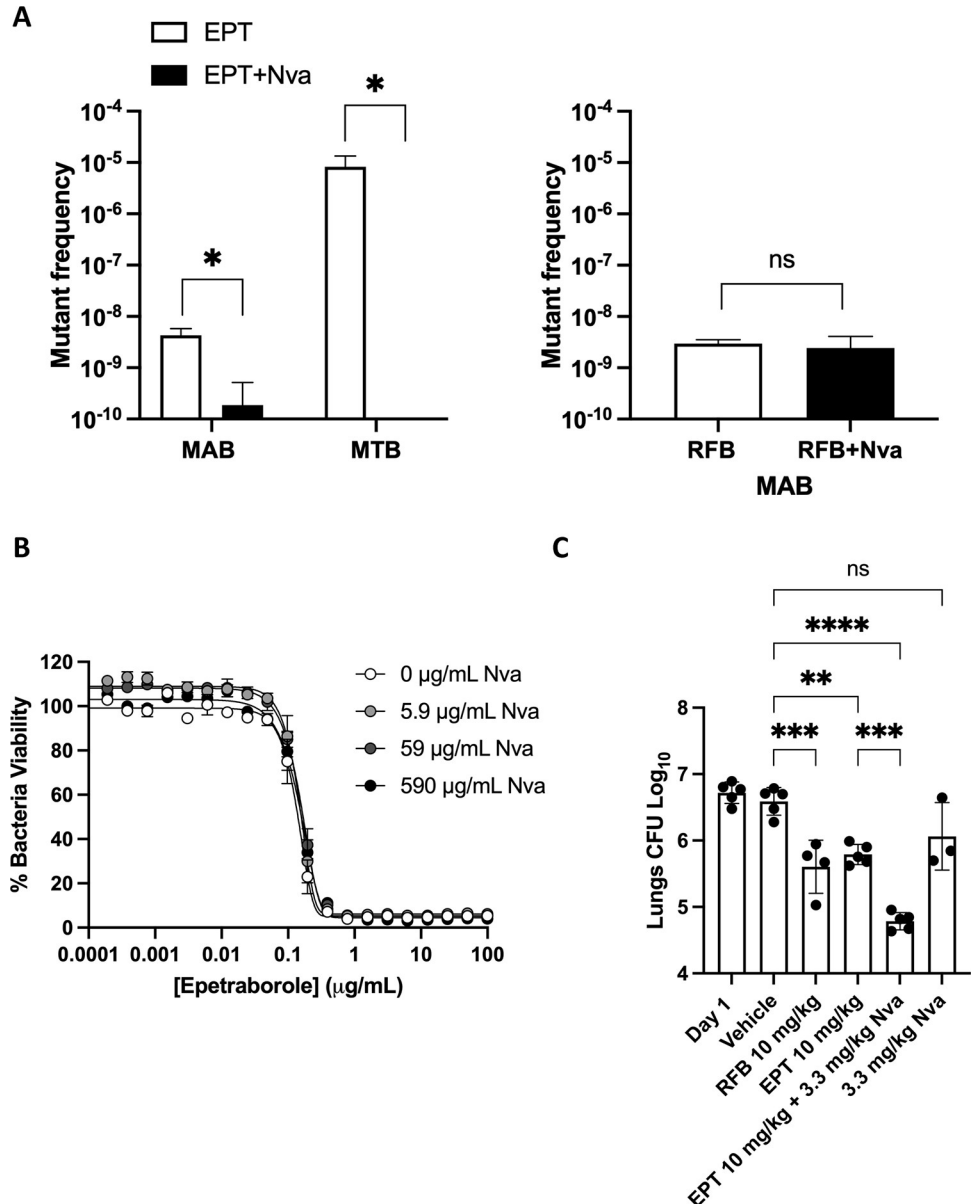 A
EPT
EPT+Nva
Mutant frequency
10-4
10-5
10-6
10-7
10-8
10-9
10-10
*
*
MAB
MTB
Mutant frequency
10-4
10-5
10-6
10-7
10-8
10-9
10-10
ns
RFB
RFB+Nva
MAB
B
% Bacteria Viability
120
100
80
60
40
20
0
0.0001
0.001
0.01
0.1
1
10
100
[Epetraborole] (μg/mL)
0 μg/mL Nva
5.9 μg/mL Nva
59 μg/mL Nva
590 μg/mL Nva
C
ns
****
**
*** ***
Lungs CFU Log10
8
7
6
5
4
Day 1
Vehicle
RFB 10 mg/kg
EPT 10 mg/kg
EPT 10 mg/kg + 3.3 mg/kg Nva
3.3 mg/kg Nva